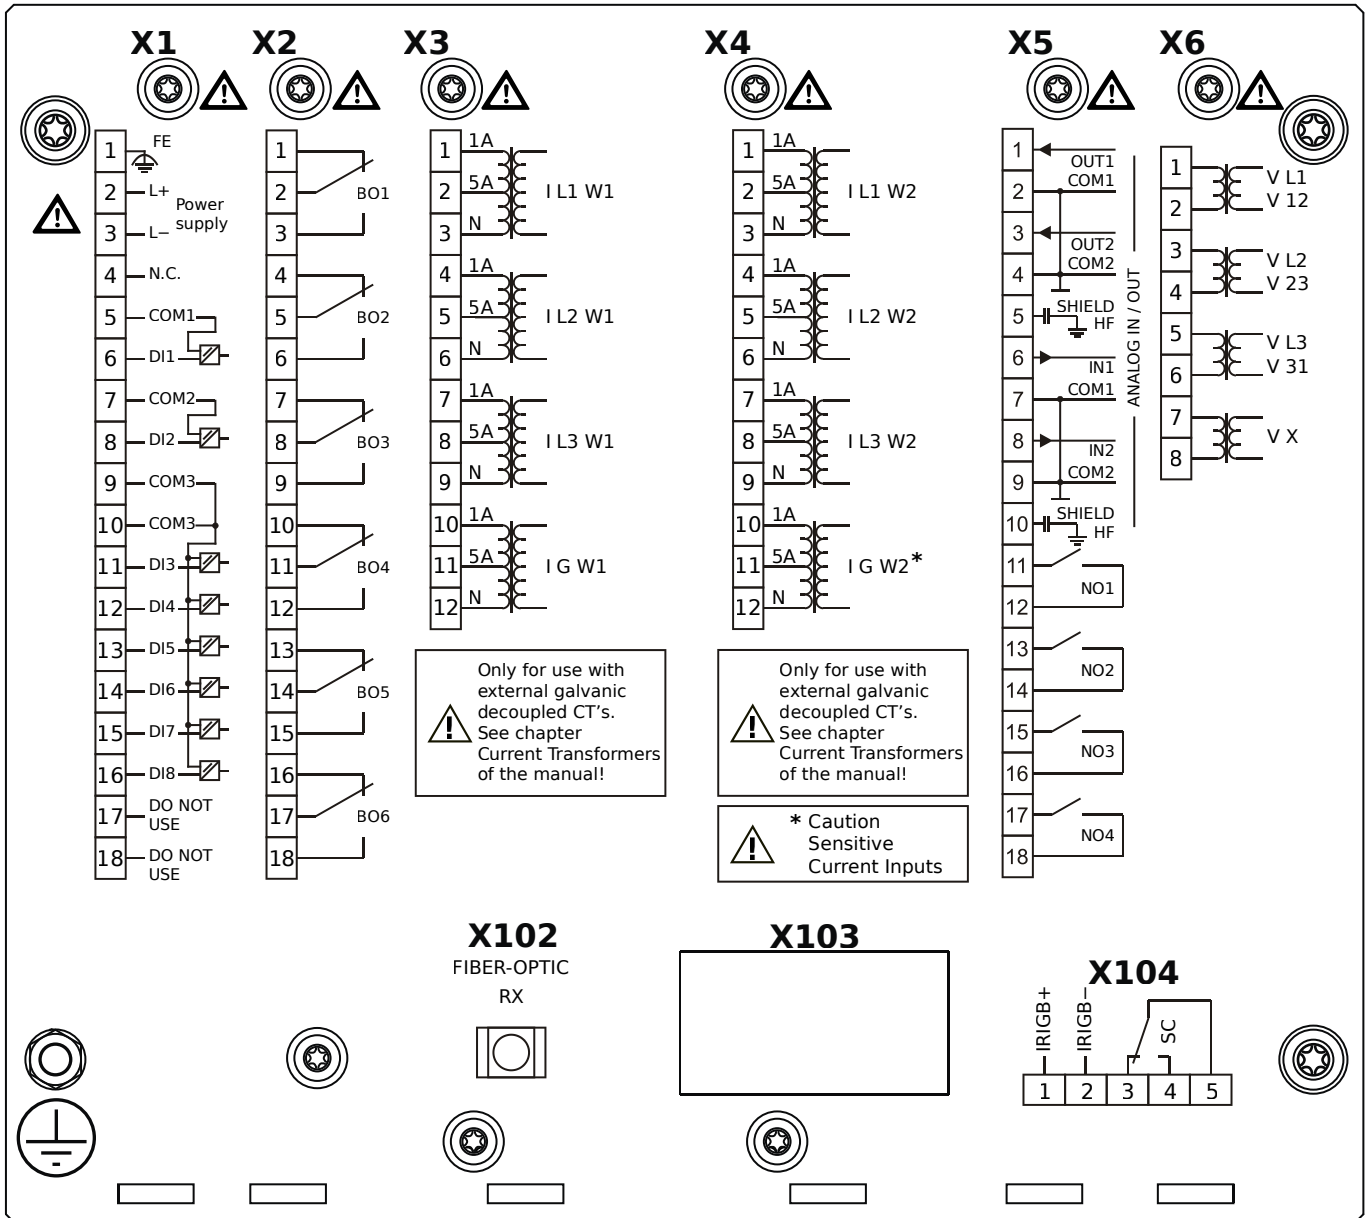 X1
1
FE
2
L+
Power
supply
3
L−
4
N.C.
5
COM1
6
DI1
7
COM2
8
DI2
9
COM3
10
COM3
11
DI3
12
DI4
13
DI5
14
DI6
15
DI7
16
DI8
17
DO NOT
USE
18
DO NOT
USE
X2
1
2
BO1
3
4
5
BO2
6
7
8
BO3
9
10
11
BO4
12
13
14
BO5
15
16
17
BO6
18
X3
1
1A
2
5A
I L1 W1
3
N
4
1A
5
5A
I L2 W1
6
N
7
1A
8
5A
I L3 W1
9
N
10
1A
11
5A
I G W1
12
N
Only for use with
external galvanic
decoupled CT’s.
See chapter
Current Transformers
of the manual!
X4
1
1A
2
5A
I L1 W2
3
N
4
1A
5
5A
I L2 W2
6
N
7
1A
8
5A
I L3 W2
9
N
10
1A
11
5A
I G W2*
12
N
Only for use with
external galvanic
decoupled CT’s.
See chapter
Current Transformers
of the manual!
* Caution
Sensitive
Current Inputs
X5
1
OUT1
2
COM1
3
OUT2
4
COM2
5
SHIELD
HF
6
IN1
7
COM1
8
IN2
9
COM2
10
SHIELD
HF
ANALOG IN / OUT
11
NO1
12
13
NO2
14
15
NO3
16
17
NO4
18
X6
1
V L1
2
V 12
3
V L2
4
V 23
5
V L3
6
V 31
7
V X
8
X102
FIBER-OPTIC
RX
X103
X104
IRIGB+
IRIGB−
SC
1 2 3 4 5